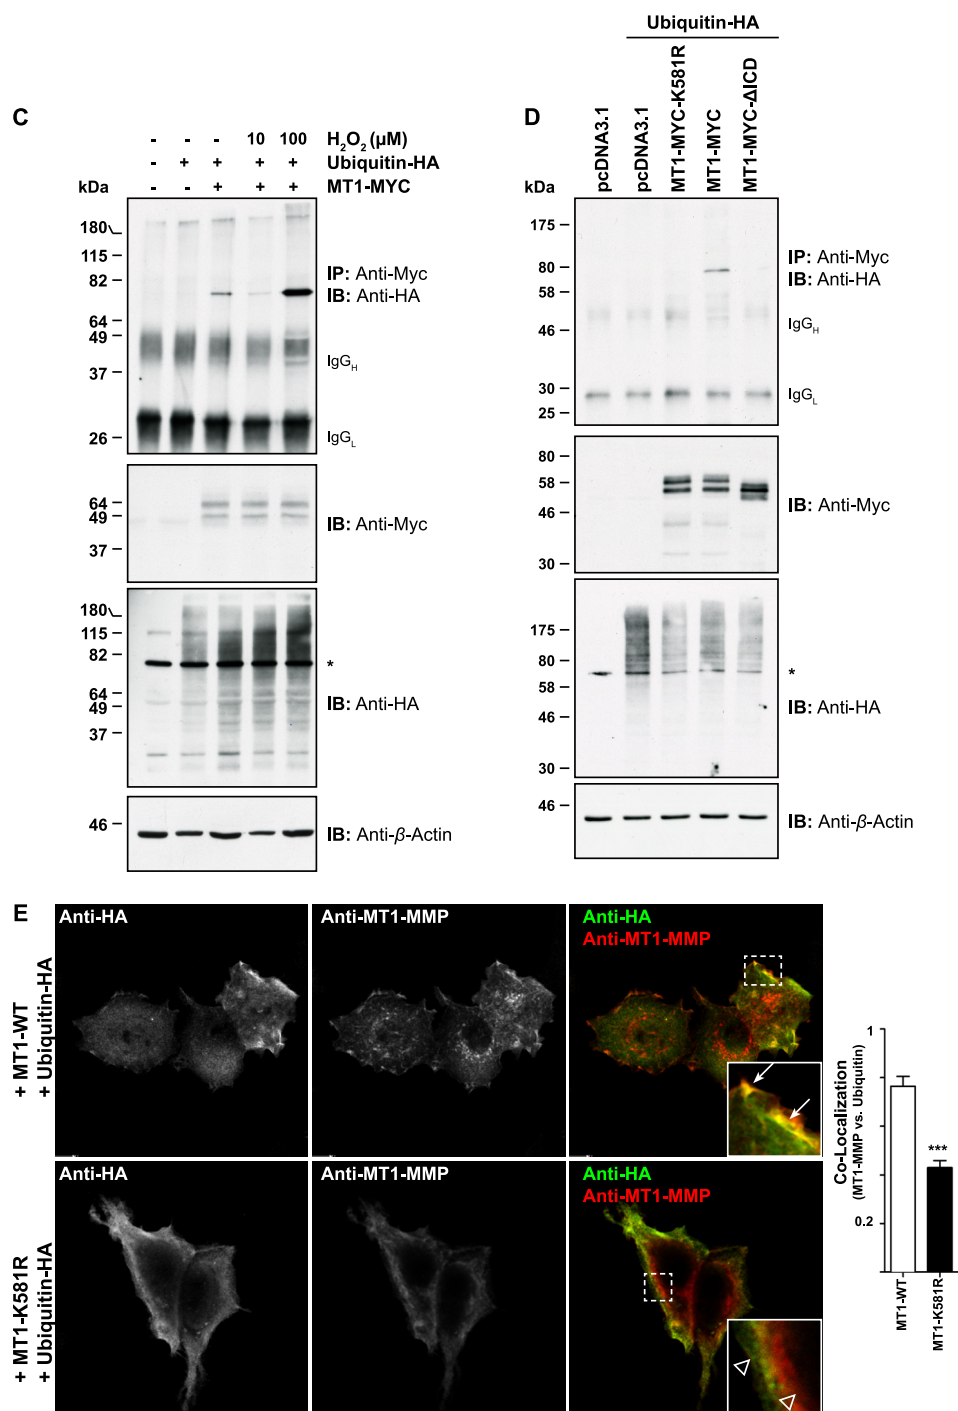 C
- - - 10 100 H₂O₂ (µM)
- + + + + Ubiquitin-HA
kDa - - + + + MT1-MYC
180
115
82
64
49
37
26
IP: Anti-Myc
IB: Anti-HA
IgGH
IgGL
64
49
37
IB: Anti-Myc
180
115
82
64
49
37
*
IB: Anti-HA
46
IB: Anti-β-Actin
D
Ubiquitin-HA
pcDNA3.1
pcDNA3.1
MT1-MYC-K581R
MT1-MYC
MT1-MYC-ΔICD
kDa
175
80
58
46
30
25
IP: Anti-Myc
IB: Anti-HA
IgGH
IgGL
80
58
46
30
IB: Anti-Myc
175
80
58
46
30
*
IB: Anti-HA
46
IB: Anti-β-Actin
E
+ MT1-WT
+ Ubiquitin-HA
Anti-HA
Anti-MT1-MMP
Anti-HA
Anti-MT1-MMP
+ MT1-K581R
+ Ubiquitin-HA
Anti-HA
Anti-MT1-MMP
Anti-HA
Anti-MT1-MMP
Co-Localization
(MT1-MMP vs. Ubiquitin)
1
0.2
***
MT1-WT
MT1-K581R